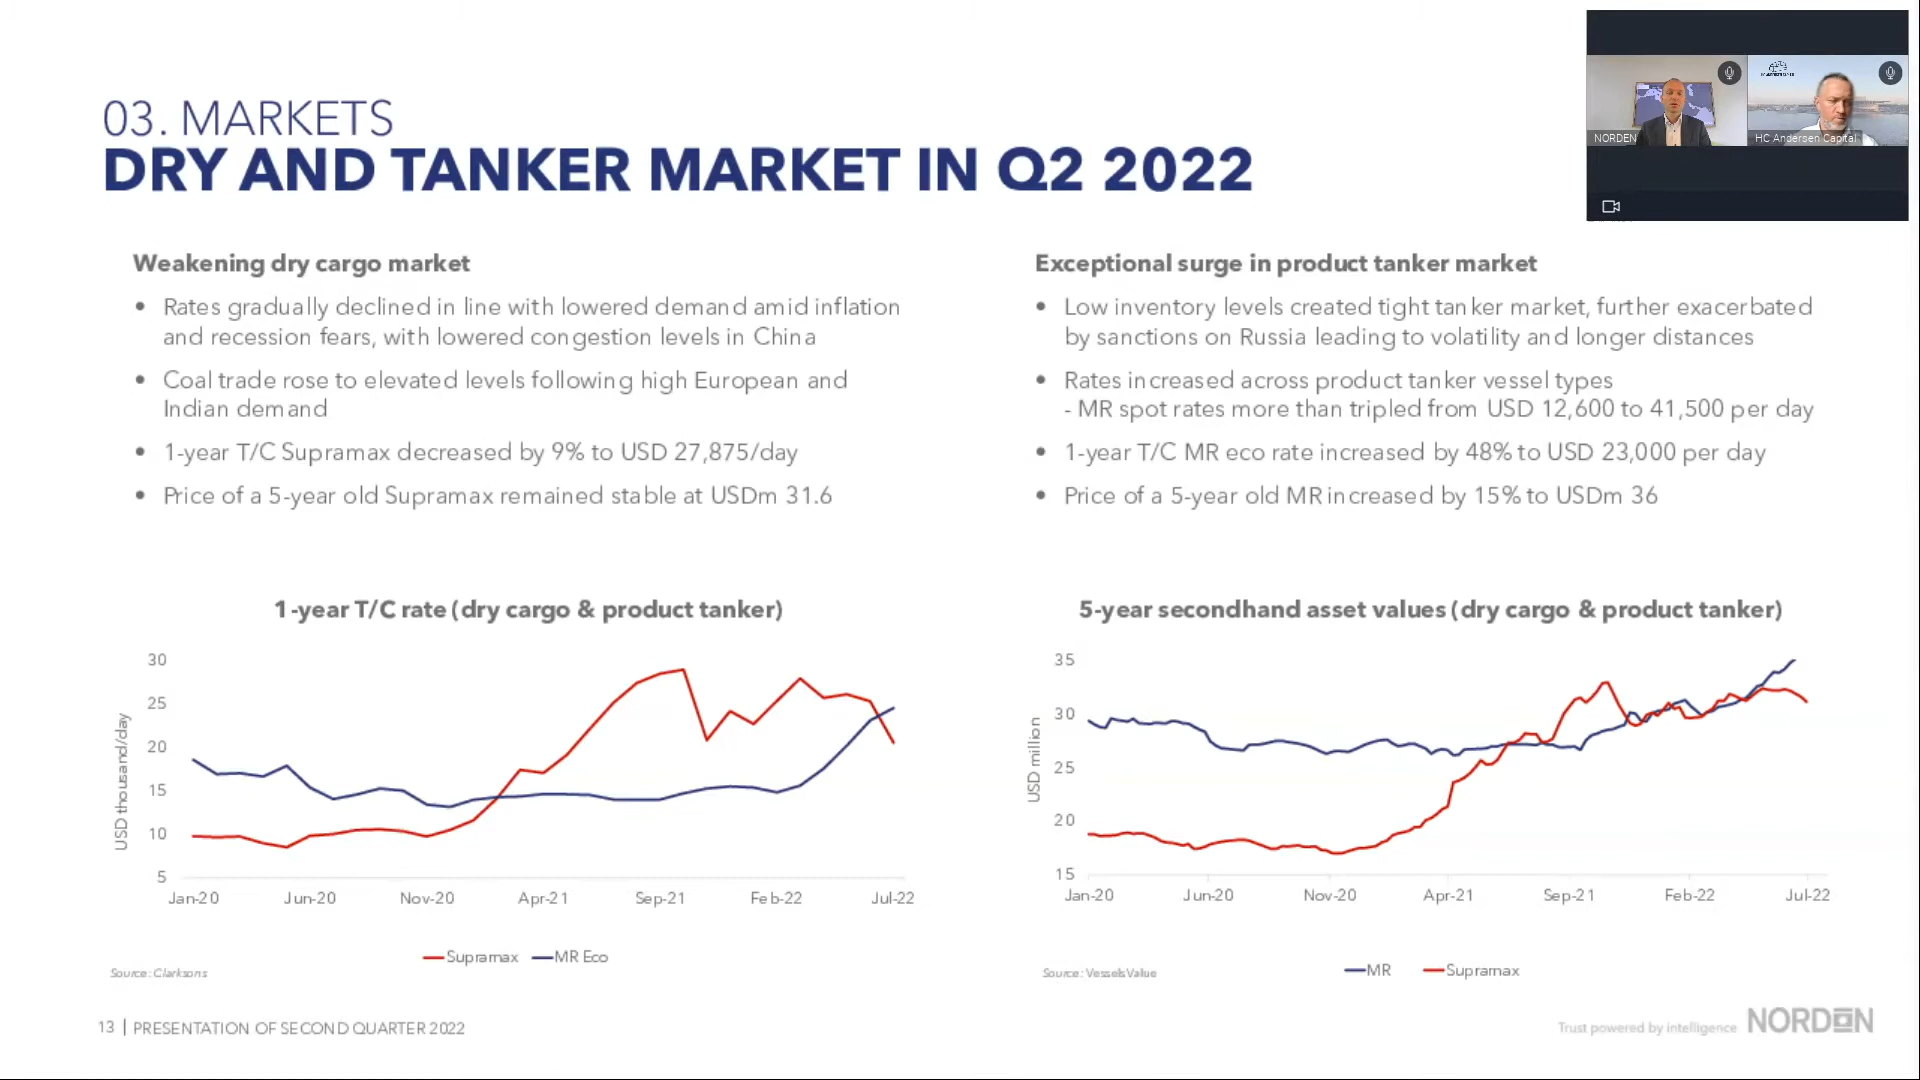 03. MARKETS
DRY AND TANKER MARKET IN Q2 2022
NORDEN
HC Andersen Capital
Weakening dry cargo market
• Rates gradually declined in line with lowered demand amid inflation
and recession fears, with lowered congestion levels in China
• Coal trade rose to elevated levels following high European and
Indian demand
• 1-year T/C Supramax decreased by 9% to USD 27,875/day
• Price of a 5-year old Supramax remained stable at USDm 31.6
Exceptional surge in product tanker market
• Low inventory levels created tight tanker market, further exacerbated
by sanctions on Russia leading to volatility and longer distances
• Rates increased across product tanker vessel types
- MR spot rates more than tripled from USD 12,600 to 41,500 per day
• 1-year T/C MR eco rate increased by 48% to USD 23,000 per day
• Price of a 5-year old MR increased by 15% to USDm 36
1-year T/C rate (dry cargo & product tanker)
USD thousand/day
30
25
20
15
10
5
Jan-20 Jun-20 Nov-20 Apr-21 Sep-21 Feb-22 Jul-22
Supramax MR Eco
Source: Clarksons
5-year secondhand asset values (dry cargo & product tanker)
USD million
35
30
25
20
15
Jan-20 Jun-20 Nov-20 Apr-21 Sep-21 Feb-22 Jul-22
MR Supramax
Source: VesselsValue
13 | PRESENTATION OF SECOND QUARTER 2022
Trust powered by intelligence NORDEN